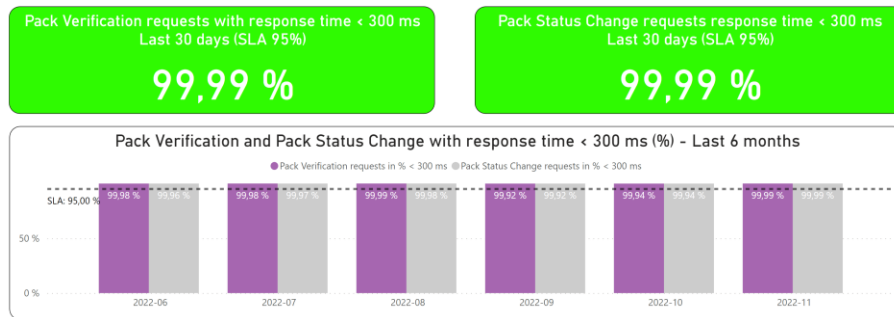 Pack Verification requests with response time < 300 ms
Last 30 days (SLA 95%)
99,99 %
Pack Status Change requests response time < 300 ms
Last 30 days (SLA 95%)
99,99 %
Pack Verification and Pack Status Change with response time < 300 ms (%) - Last 6 months
Pack Verification requests in % < 300 ms Pack Status Change requests in % < 300 ms
99,98 % 99,96 % 99,98 % 99,97 % 99,99 % 99,98 % 99,92 % 99,92 % 99,94 % 99,94 % 99,99 % 99,99 %
SLA: 95,00 %
50 %
0 %
2022-06 2022-07 2022-08 2022-09 2022-10 2022-11